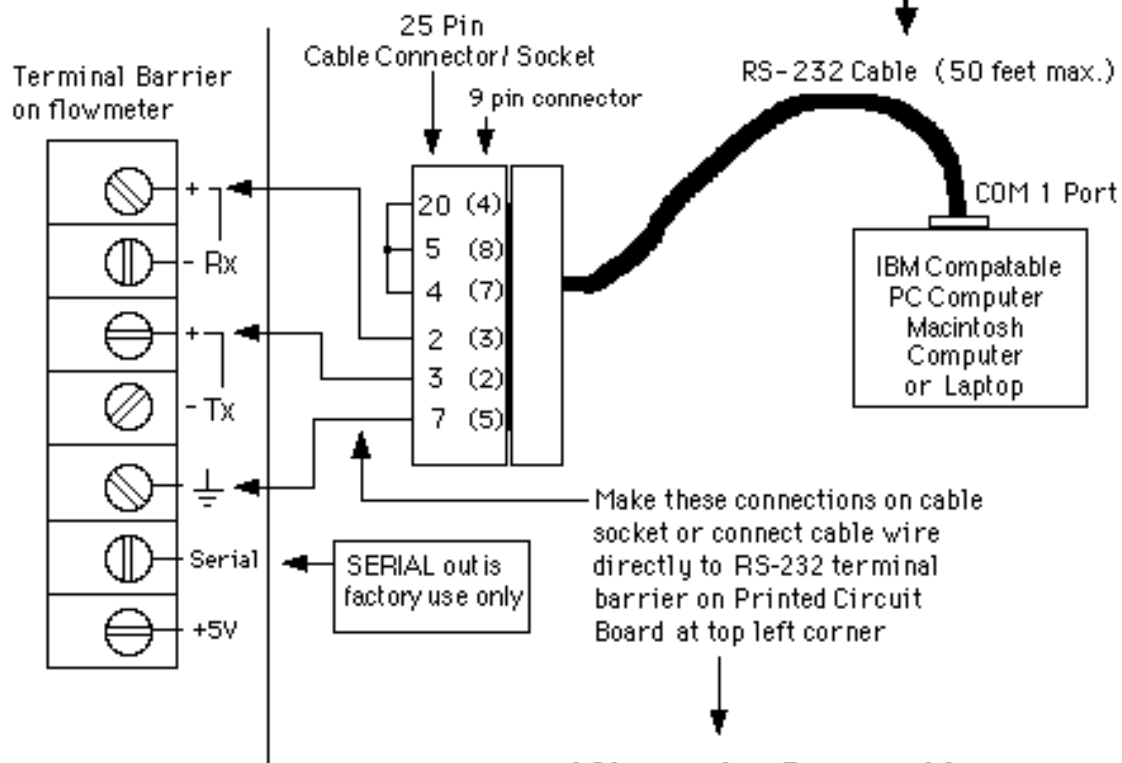 25 Pin
Cable Connector/ Socket
Terminal Barrier
on flowmeter
9 pin connector
RS-232 Cable (50 feet max.)
COM 1 Port
IBM Compatable
PC Computer
Macintosh
Computer
or Laptop
+
- Rx
+
- Tx
Serial
+5V
20 (4)
5 (8)
4 (7)
2 (3)
3 (2)
7 (5)
SERIAL out is
factory use only
Make these connections on cable
socket or connect cable wire
directly to RS-232 terminal
barrier on Printed Circuit
Board at top left corner